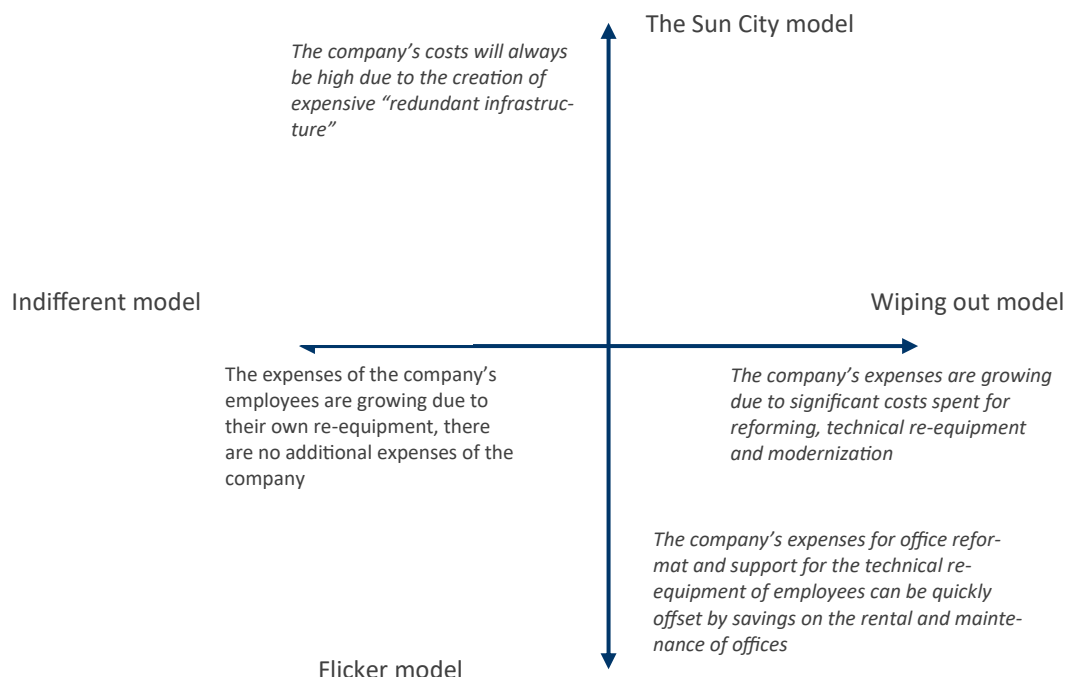 The Sun City model
The company’s costs will always
be high due to the creation of
expensive “redundant infrastruc-
ture”
Indifferent model
Wiping out model
The expenses of the company’s
employees are growing due to
their own re-equipment, there
are no additional expenses of the
company
The company’s expenses are growing
due to significant costs spent for
reforming, technical re-equipment
and modernization
The company’s expenses for office refor-
mat and support for the technical re-
equipment of employees can be quickly
offset by savings on the rental and mainte-
nance of offices
Flicker model